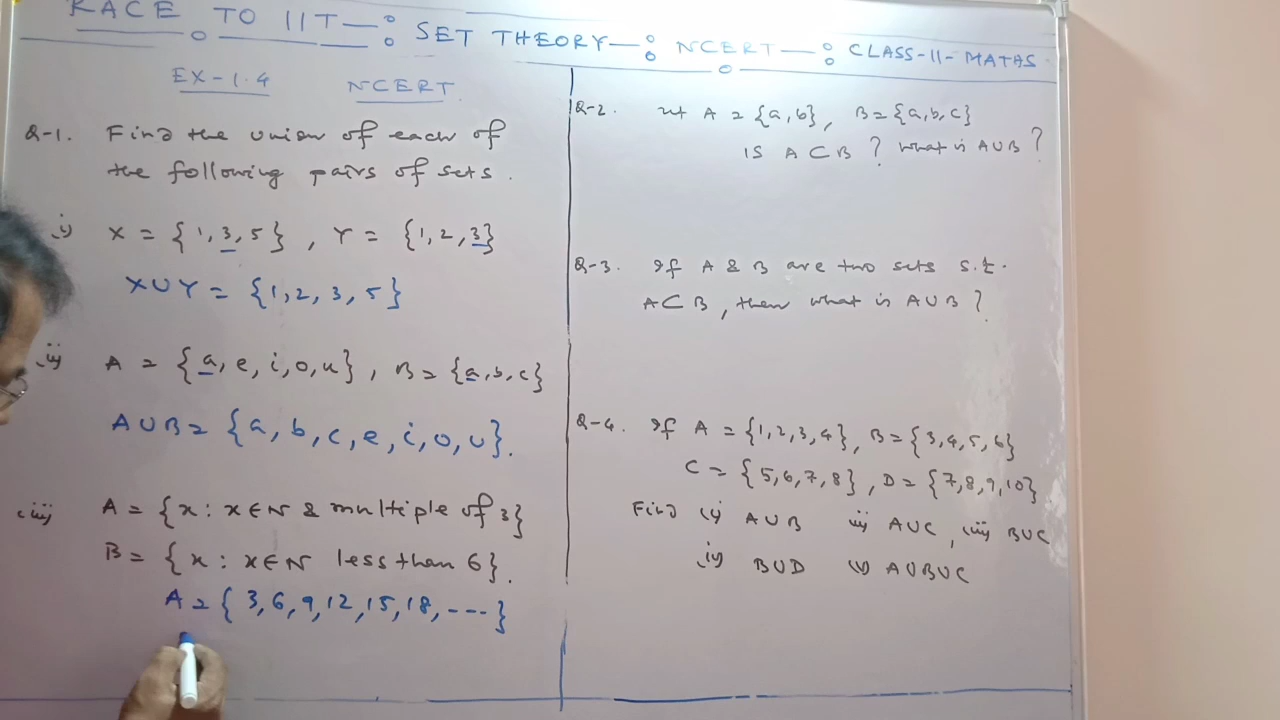 RACE TO IIT —: SET THEORY —: NCERT —: CLASS-11-MATHS
EX-1.4 NCERT
Q-1. Find the union of each of
the following pairs of sets.
i) X = {1,3,5}, Y = {1,2,3}
X∪Y = {1,2,3,5}
ii) A = {a,e,i,o,u}, B = {a,b,c}
A∪B = {a,b,c,e,i,o,u}.
iii) A = {x: x∈N & multiple of 3}
B = {x: x∈N less than 6}.
A = {3,6,9,12,15,18,---}
Q-2. Let A = {a,b}, B = {a,b,c}
IS A⊂B? What is A∪B?
Q-3. If A & B are two sets s.t.
A⊂B, then what is A∪B?
Q-4. If A = {1,2,3,4}, B = {3,4,5,6}
C = {5,6,7,8}, D = {7,8,9,10}
Find (i) A∪B ii) A∪C, iii) B∪C
iv) B∪D (v) A∪B∪C